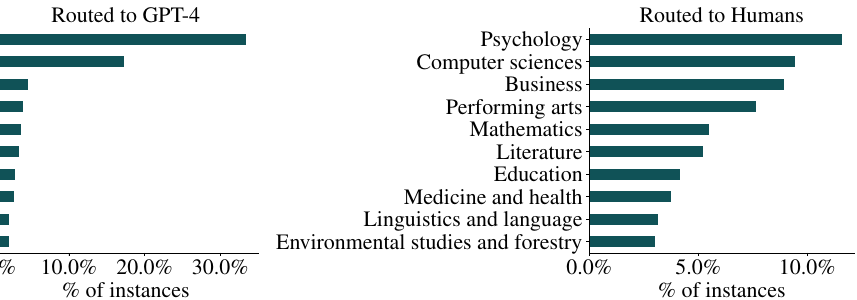 Routed to GPT-4
% 10.0% 20.0% 30.0%
% of instances
Routed to Humans
Psychology
Computer sciences
Business
Performing arts
Mathematics
Literature
Education
Medicine and health
Linguistics and language
Environmental studies and forestry
0.0% 5.0% 10.0%
% of instances